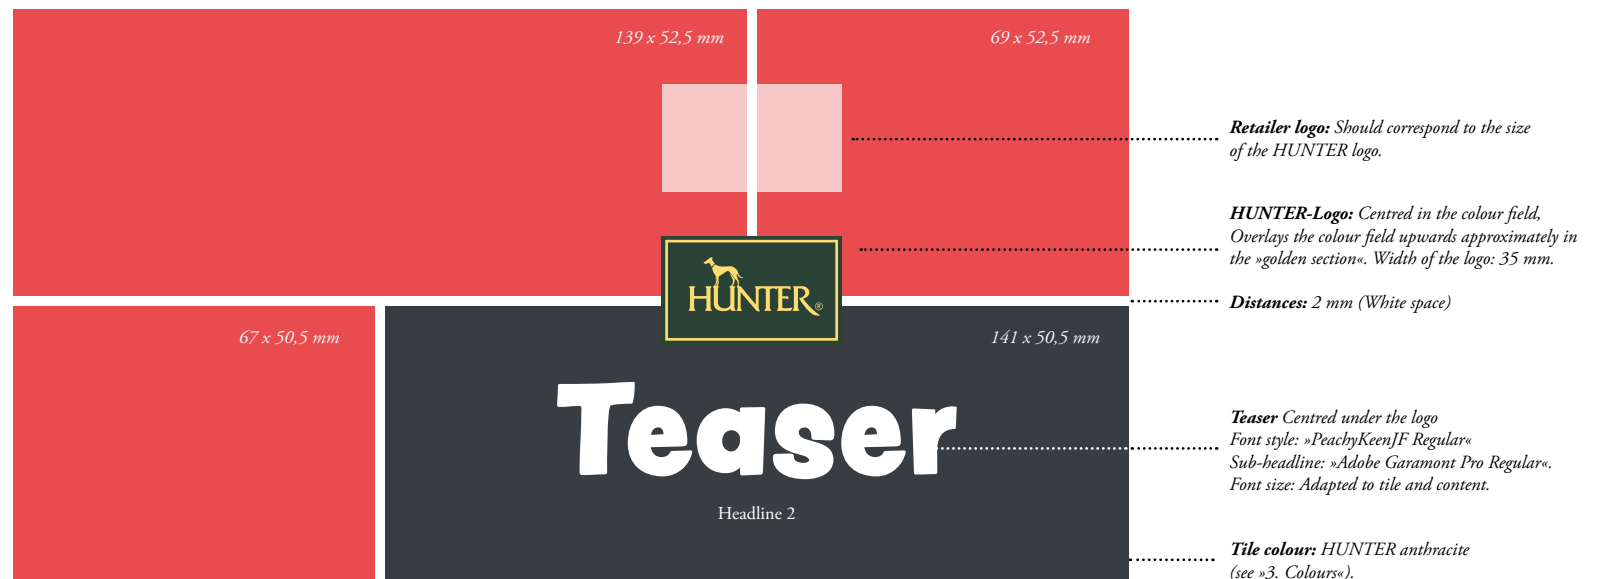 139 x 52,5 mm
69 x 52,5 mm
Retailer logo: Should correspond to the size
of the HUNTER logo.
HUNTER-Logo: Centred in the colour field,
Overlays the colour field upwards approximately in
the »golden section«. Width of the logo: 35 mm.
HUNTER®
Distances: 2 mm (White space)
67 x 50,5 mm
141 x 50,5 mm
Teaser
Headline 2
Teaser Centred under the logo
Font style: »PeachyKeenJF Regular«
Sub-headline: »Adobe Garamont Pro Regular«.
Font size: Adapted to tile and content.
Tile colour: HUNTER anthracite
(see »3. Colours«).